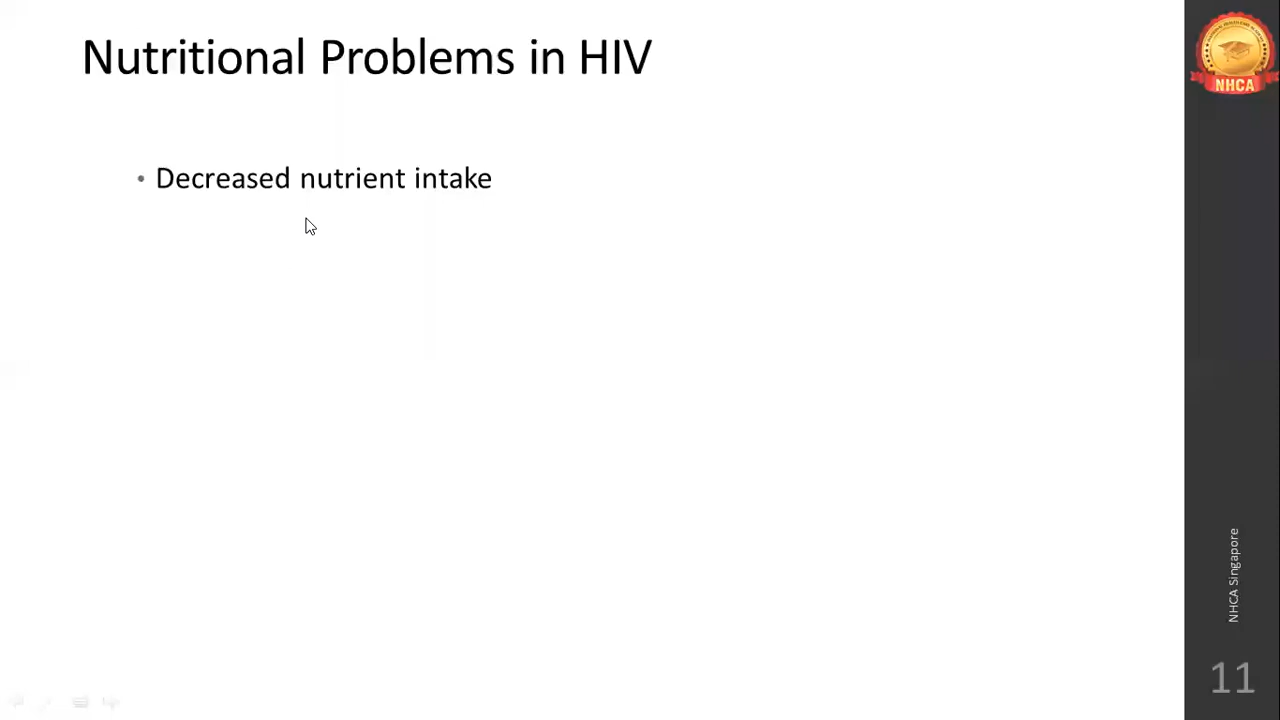 Nutritional Problems in HIV
• Decreased nutrient intake
NHCA
NHCA Singapore
11